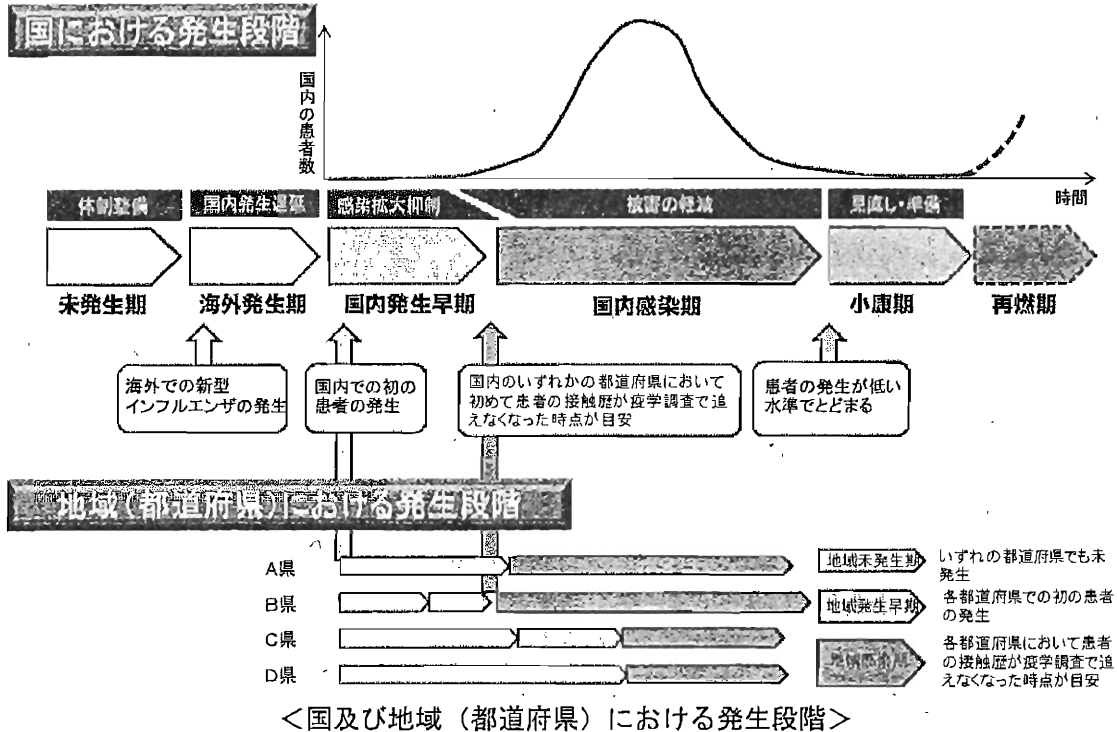 国における発生段階
国内の患者数
時間
体制整備
国内発生遅延
感染拡大抑制
被害の軽減
見直し・準備
未発生期
海外発生期
国内発生早期
国内感染期
小康期
再燃期
海外での新型
インフルエンザの発生
国内での初の
患者の発生
国内のいずれかの都道府県において
初めて患者の接触歴が疫学調査で追
えなくなった時点が目安
患者の発生が低い
水準でとどまる
地域(都道府県)における発生段階
A県
B県
C県
D県
地域未発生期
いずれの都道府県でも未
発生
地域発生早期
各都道府県での初の患者
の発生
地域感染期
各都道府県において患者
の接触歴が疫学調査で追
えなくなった時点が目安
<国及び地域（都道府県）における発生段階>